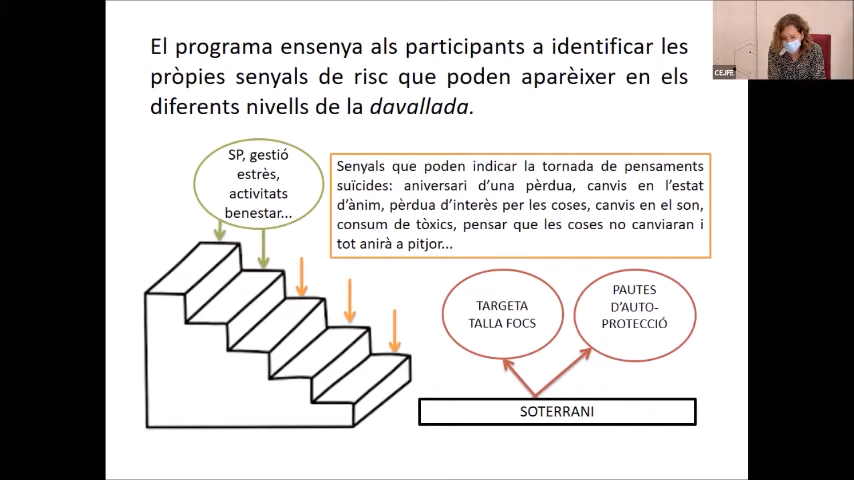 El programa ensenya als participants a identificar les
pròpies senyals de risc que poden aparèixer en els
diferents nivells de la davallada.
CEJFE
SP, gestió
estrès,
activitats
benestar...
Senyals que poden indicar la tornada de pensaments
suïcides: aniversari d'una pèrdua, canvis en l'estat
d'ànim, pèrdua d'interès per les coses, canvis en el son,
consum de tòxics, pensar que les coses no canviaran i
tot anirà a pitjor...
TARGETA
TALLA FOCS
PAUTES
D'AUTO-
PROTECCIÓ
SOTERRANI